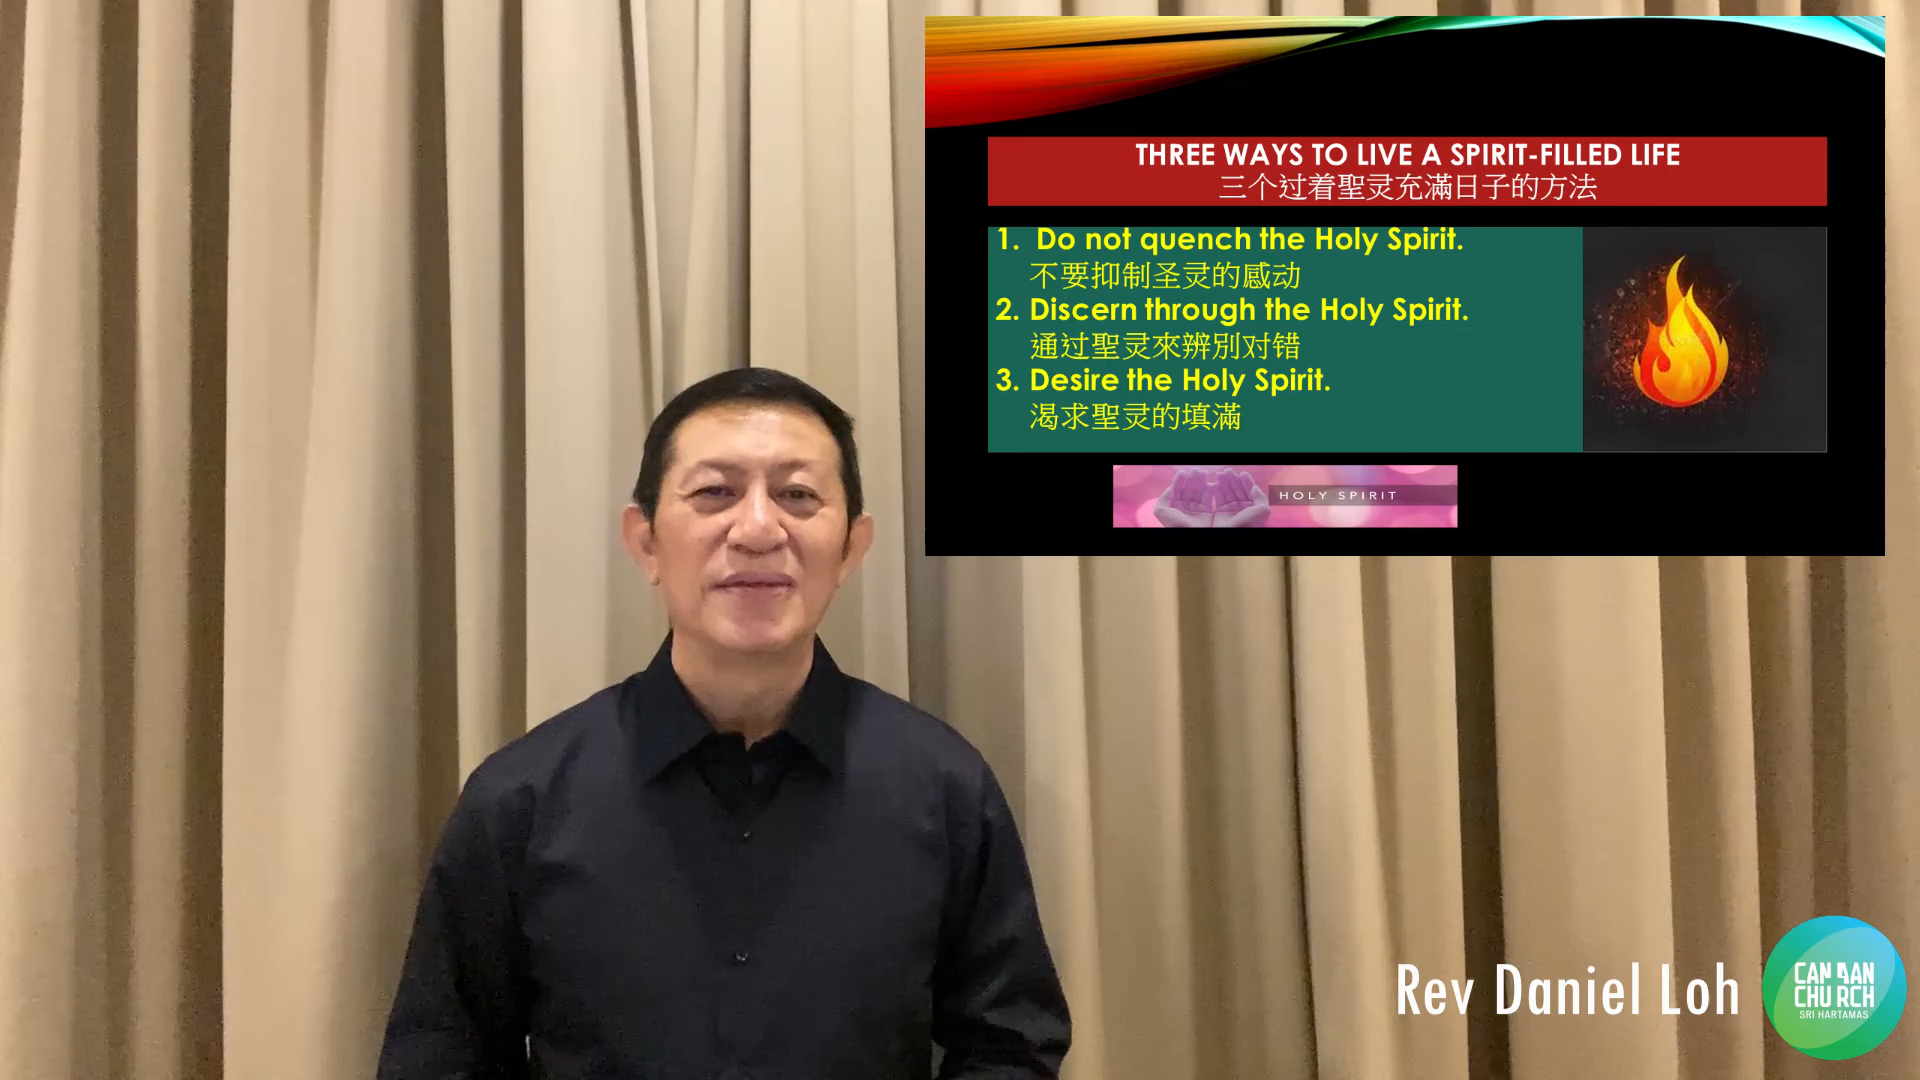 THREE WAYS TO LIVE A SPIRIT-FILLED LIFE
三个过着聖灵充滿日子的方法
1. Do not quench the Holy Spirit.
不要抑制圣灵的感动
2. Discern through the Holy Spirit.
通过聖灵來辨別对错
3. Desire the Holy Spirit.
渴求聖灵的填滿
HOLY SPIRIT
Rev Daniel Loh
CANAAN
CHURCH
SRI HARTAMAS